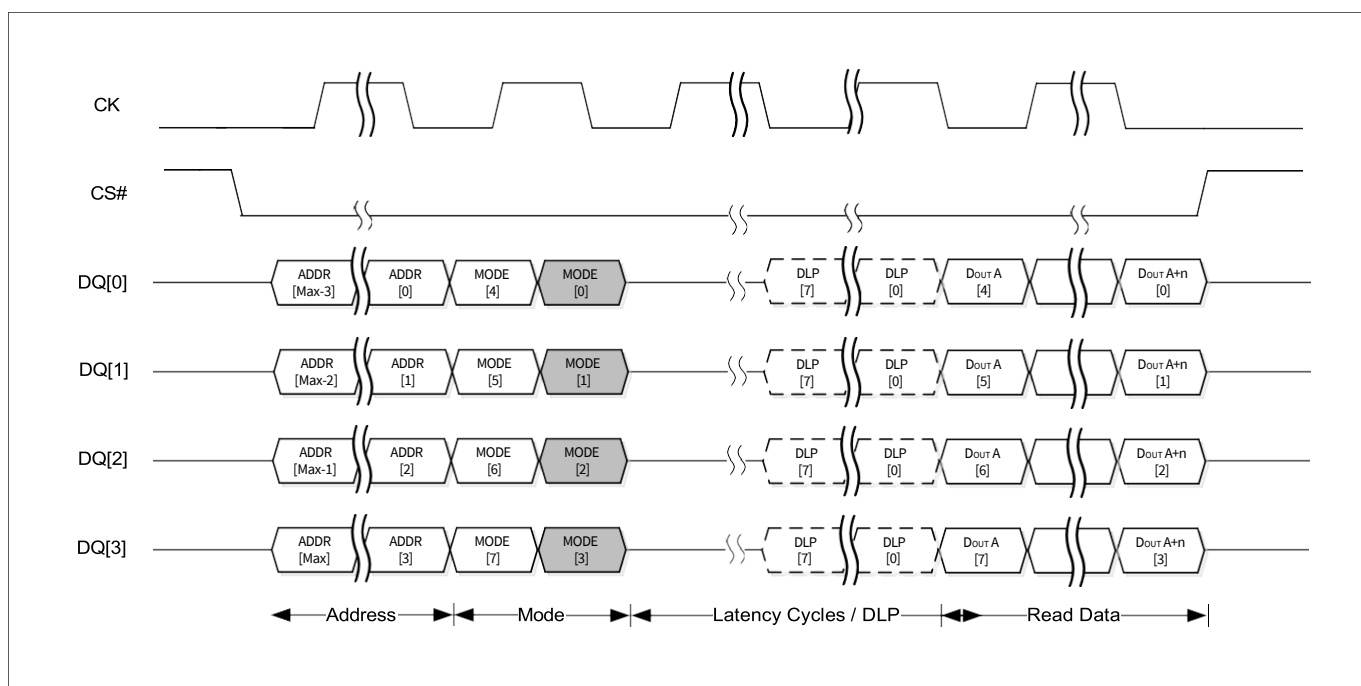 CK
CS#
DQ[0]
ADDR
[Max-3]
ADDR
[0]
MODE
[4]
MODE
[0]
DLP
[7]
DLP
[0]
DOUT A
[4]
DOUT A+n
[0]
DQ[1]
ADDR
[Max-2]
ADDR
[1]
MODE
[5]
MODE
[1]
DLP
[7]
DLP
[0]
DOUT A
[5]
DOUT A+n
[1]
DQ[2]
ADDR
[Max-1]
ADDR
[2]
MODE
[6]
MODE
[2]
DLP
[7]
DLP
[0]
DOUT A
[6]
DOUT A+n
[2]
DQ[3]
ADDR
[Max]
ADDR
[3]
MODE
[7]
MODE
[3]
DLP
[7]
DLP
[0]
DOUT A
[7]
DOUT A+n
[3]
Address
Mode
Latency Cycles / DLP
Read Data